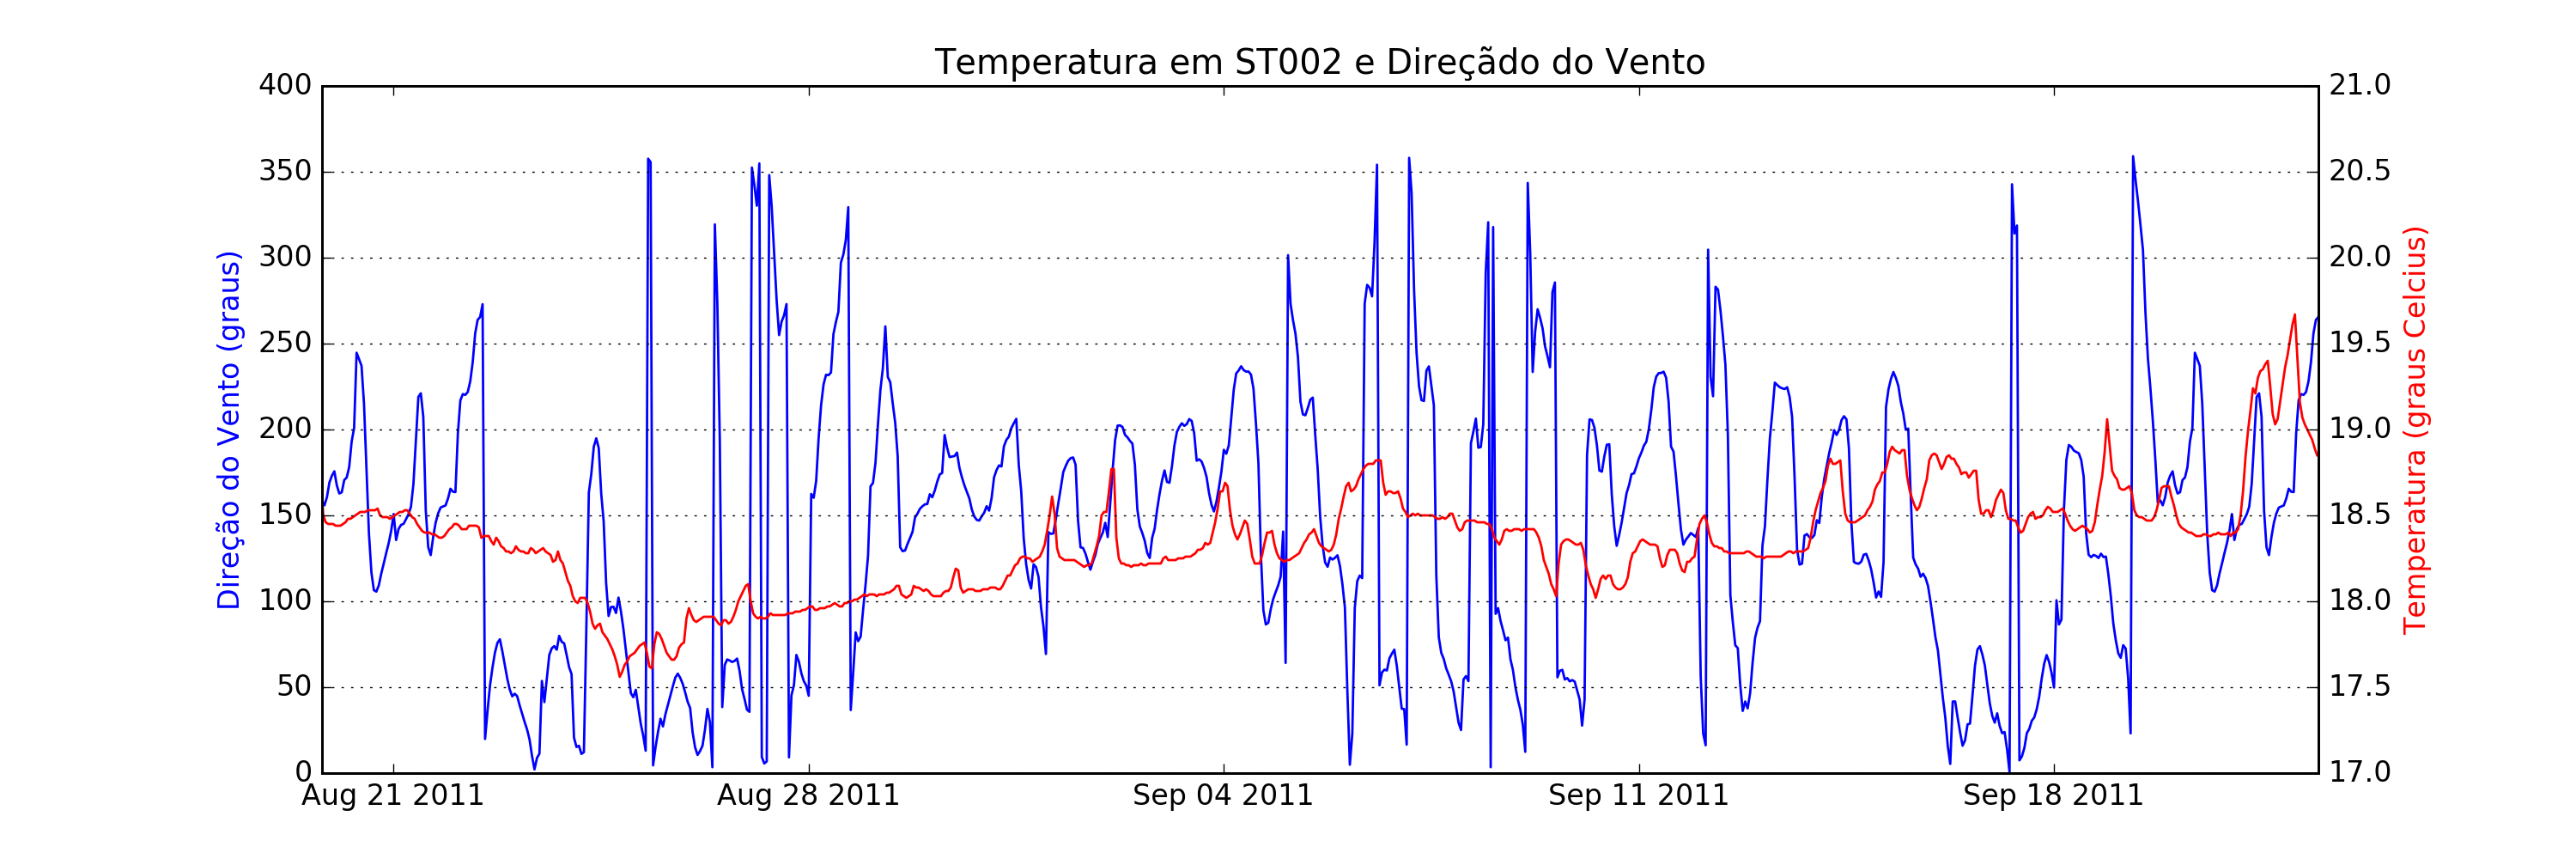 Temperatura em ST002 e Direçãdo do Vento
400
350
300
250
200
150
100
50
0
Direção do Vento (graus)
21.0
20.5
20.0
19.5
19.0
18.5
18.0
17.5
17.0
Temperatura (graus Celcius)
Aug 21 2011
Aug 28 2011
Sep 04 2011
Sep 11 2011
Sep 18 2011